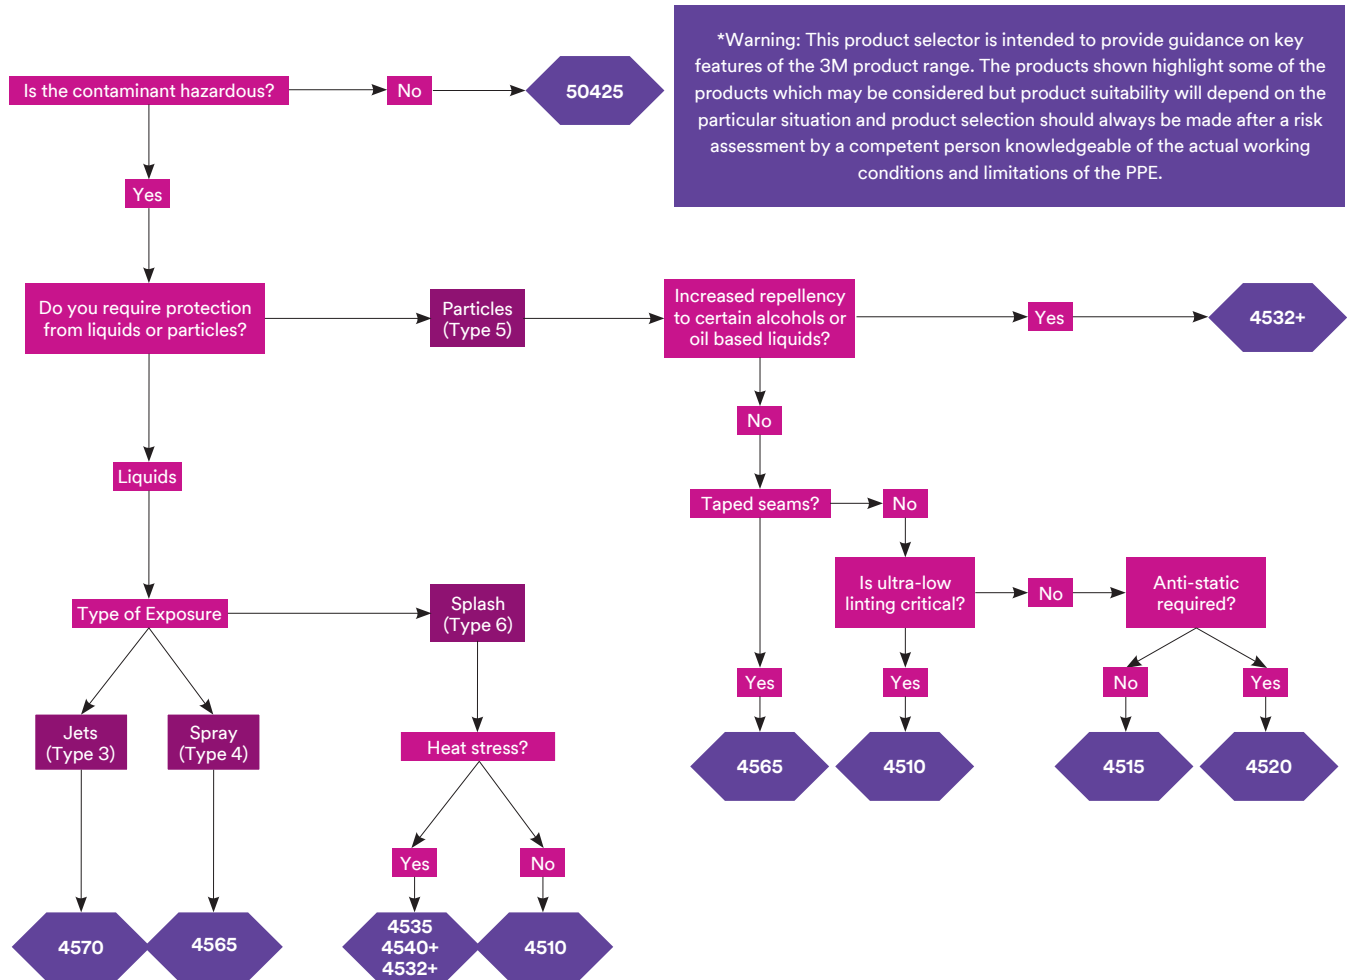 *Warning: This product selector is intended to provide guidance on key
features of the 3M product range. The products shown highlight some of the
products which may be considered but product suitability will depend on the
particular situation and product selection should always be made after a risk
assessment by a competent person knowledgeable of the actual working
conditions and limitations of the PPE.
Is the contaminant hazardous?
No
50425
Yes
Do you require protection
from liquids or particles?
Particles
(Type 5)
Increased repellency
to certain alcohols or
oil based liquids?
Yes
4532+
No
Liquids
Taped seams?
No
Is ultra-low
linting critical?
No
Anti-static
required?
Type of Exposure
Splash
(Type 6)
Yes
Yes
No
Yes
Jets
(Type 3)
Spray
(Type 4)
Heat stress?
4565
4510
4515
4520
Yes
No
4570
4565
4535
4540+
4532+
4510